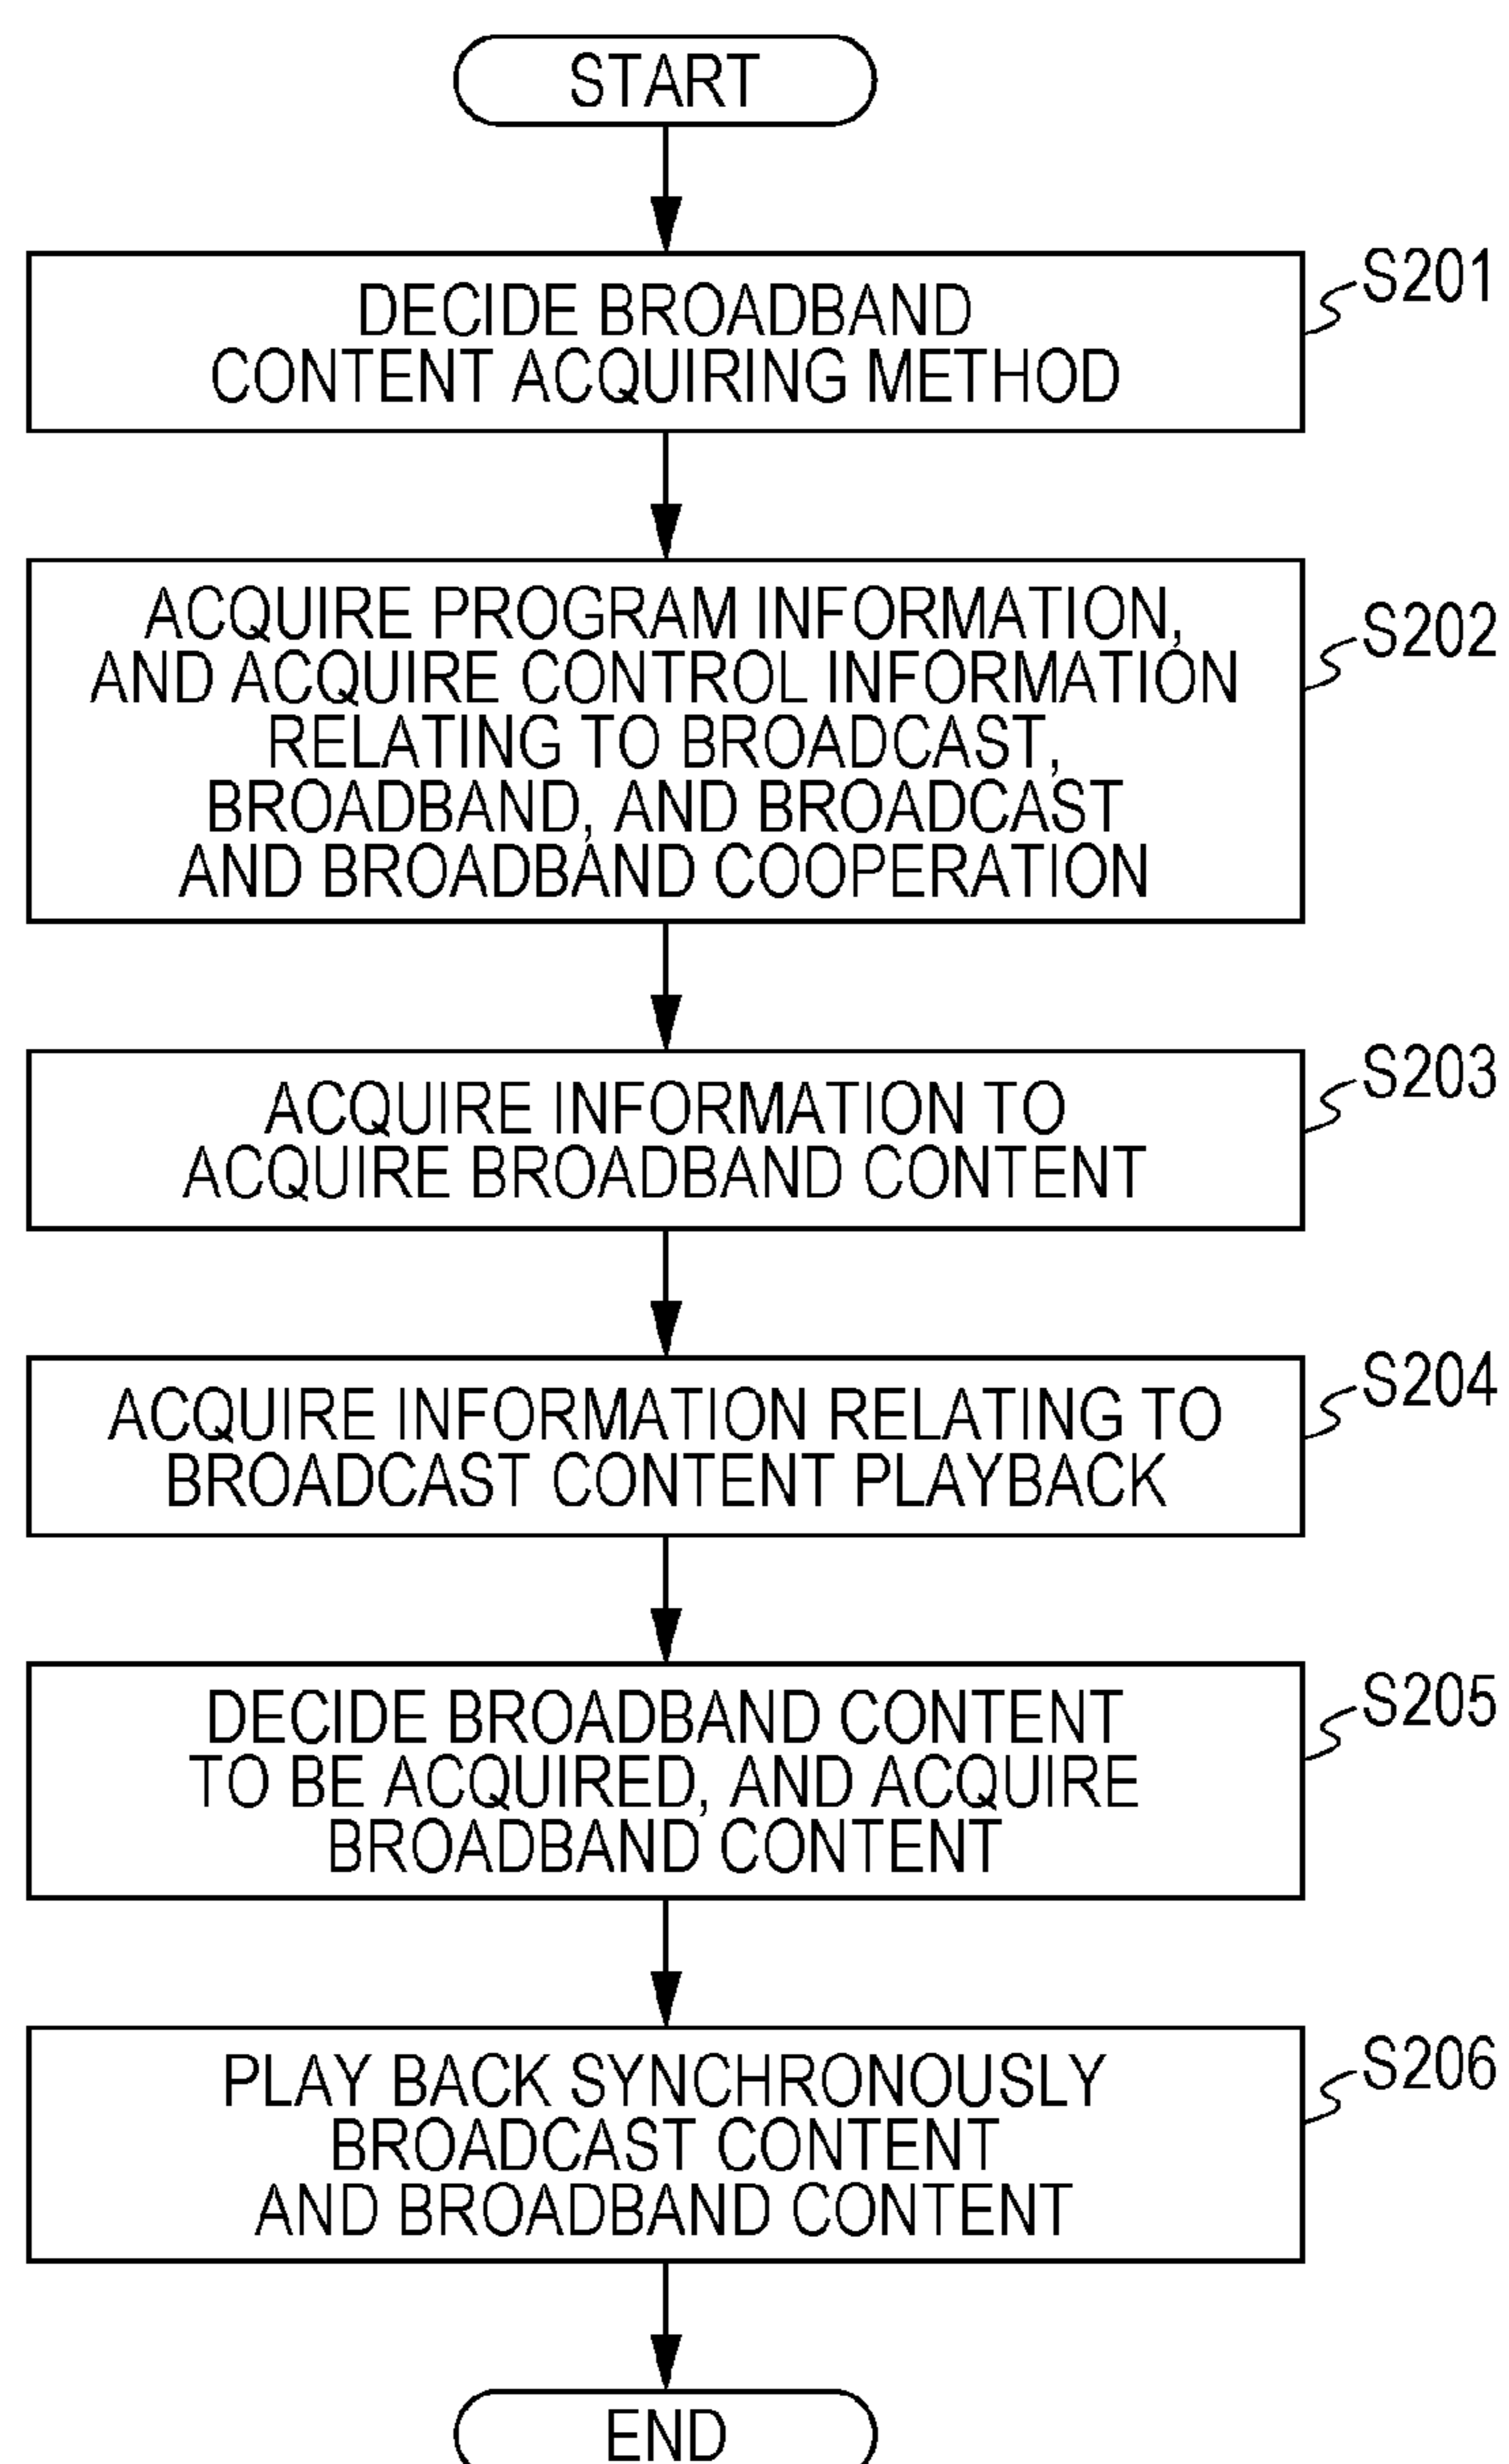 START
DECIDE BROADBAND
CONTENT ACQUIRING METHOD
S201
ACQUIRE PROGRAM INFORMATION,
AND ACQUIRE CONTROL INFORMATION
RELATING TO BROADCAST,
BROADBAND, AND BROADCAST
AND BROADBAND COOPERATION
S202
ACQUIRE INFORMATION TO
ACQUIRE BROADBAND CONTENT
S203
ACQUIRE INFORMATION RELATING TO
BROADCAST CONTENT PLAYBACK
S204
DECIDE BROADBAND CONTENT
TO BE ACQUIRED, AND ACQUIRE
BROADBAND CONTENT
S205
PLAY BACK SYNCHRONOUSLY
BROADCAST CONTENT
AND BROADBAND CONTENT
S206
END